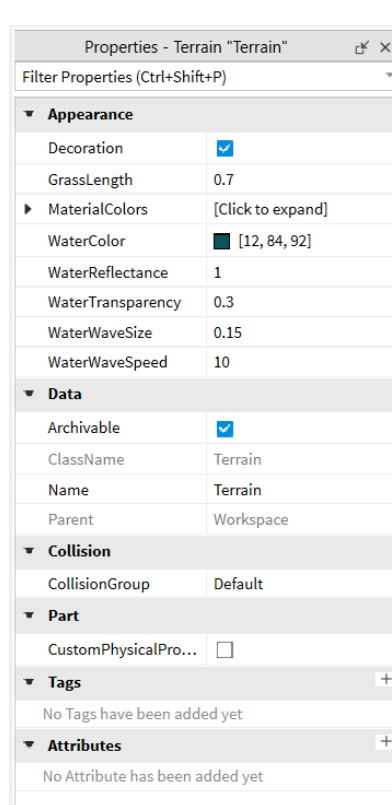 Properties - Terrain "Terrain"
Filter Properties (Ctrl+Shift+P)
Appearance
Decoration
GrassLength 0.7
MaterialColors [Click to expand]
WaterColor [12, 84, 92]
WaterReflectance 1
WaterTransparency 0.3
WaterWaveSize 0.15
WaterWaveSpeed 10
Data
Archivable
ClassName Terrain
Name Terrain
Parent Workspace
Collision
CollisionGroup Default
Part
CustomPhysicalPro...
Tags +
No Tags have been added yet
Attributes +
No Attribute has been added yet